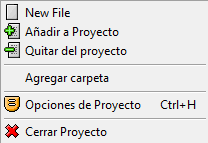 New File
Añadir a Proyecto
Quitar del proyecto
Agregar carpeta
Opciones de Proyecto Ctrl+H
Cerrar Proyecto